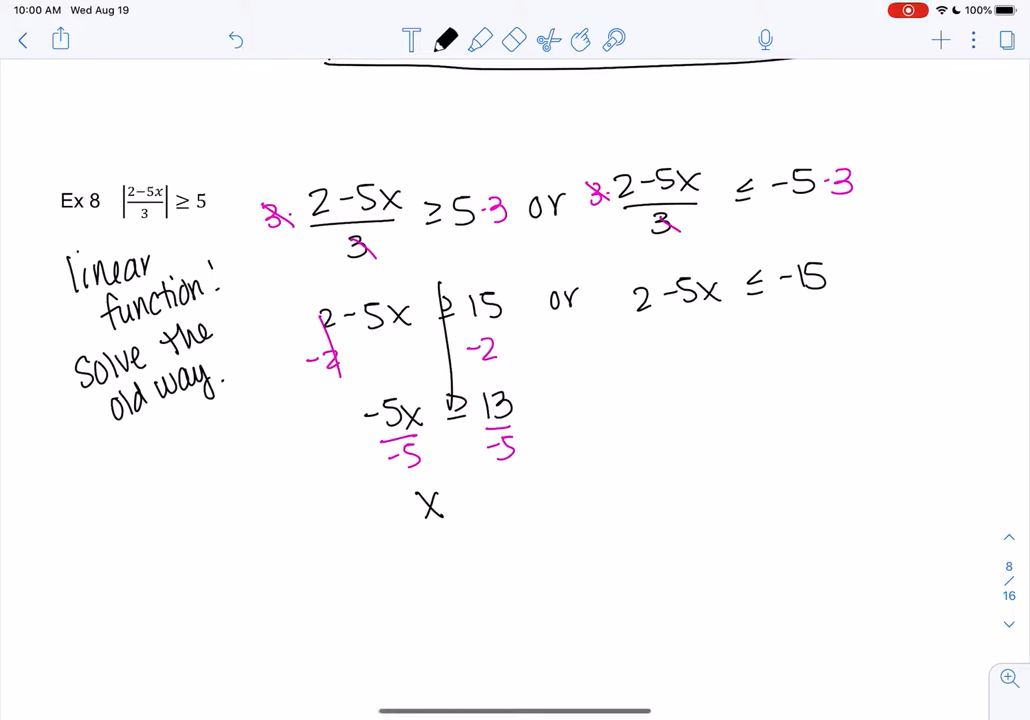 10:00 AM Wed Aug 19 100%
T
Ex 8 |(2−5x)/3| ≥ 5
3· (2-5x)/3 ≥ 5·3 or 3· (2-5x)/3 ≤ -5·3
linear
function:
solve the
old way.
2-5x ≥ 15 or 2-5x ≤ -15
-2 -2
-5x ≥ 13
-5 -5
x
8
/
16